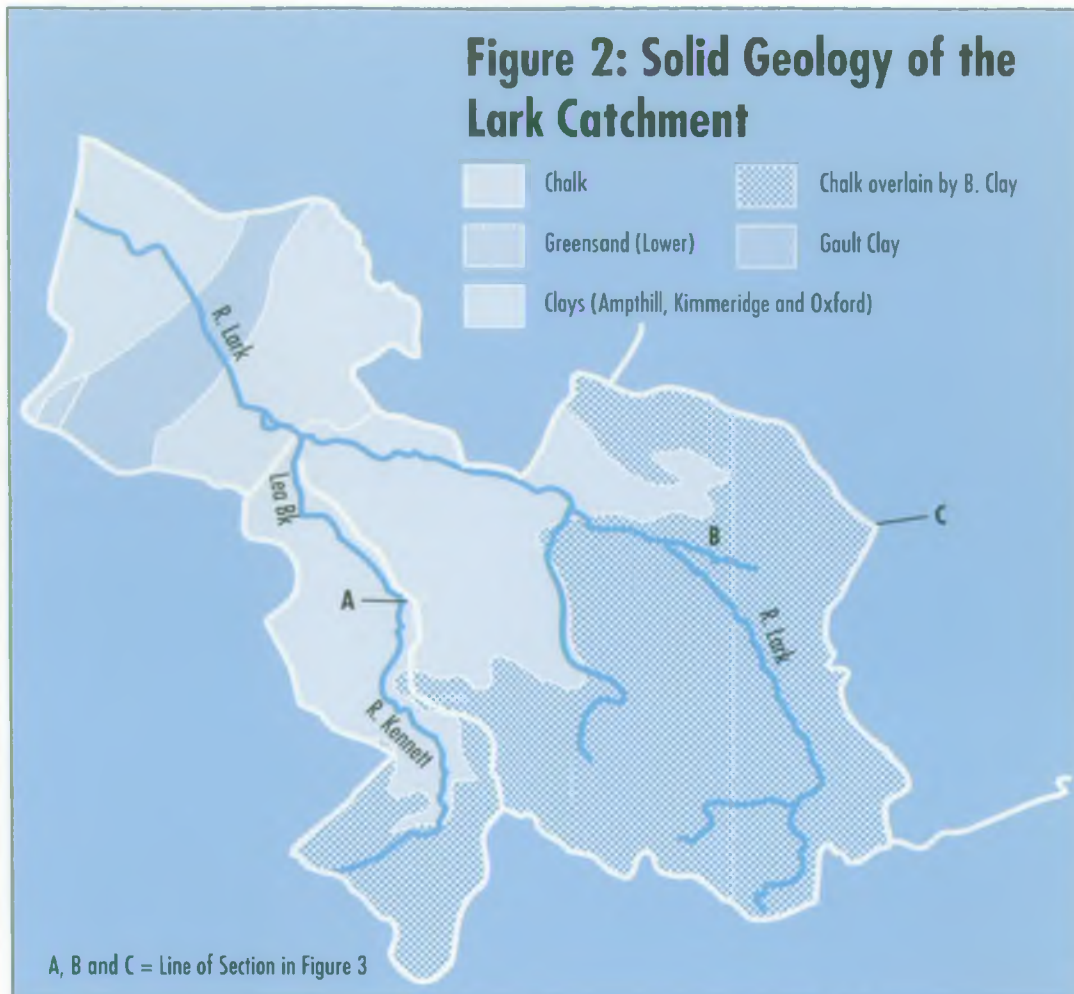 Figure 2: Solid Geology of the
Lark Catchment
Chalk
Chalk overlain by B. Clay
Greensand (Lower)
Gault Clay
Clays (Ampthill, Kimmeridge and Oxford)
R. Lark
Lea Bk
A
B
C
R. Lark
R. Kennett
A, B and C = Line of Section in Figure 3